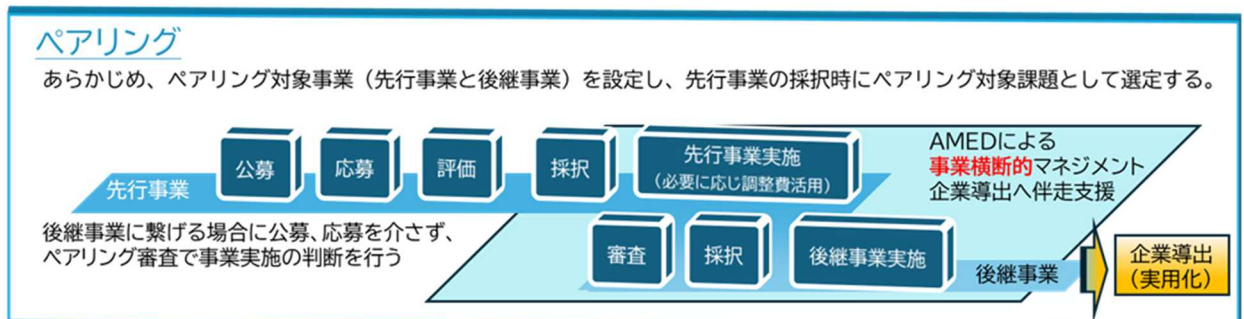 ペアリング
あらかじめ、ペアリング対象事業（先行事業と後継事業）を設定し、先行事業の採択時にペアリング対象課題として選定する。
先行事業
公募
応募
評価
採択
先行事業実施
（必要に応じ調整費活用）
AMEDによる
事業横断的マネジメント
企業導出へ伴走支援
後継事業に繋げる場合に公募、応募を介さず、
ペアリング審査で事業実施の判断を行う
審査
採択
後継事業実施
後継事業
企業導出
（実用化）